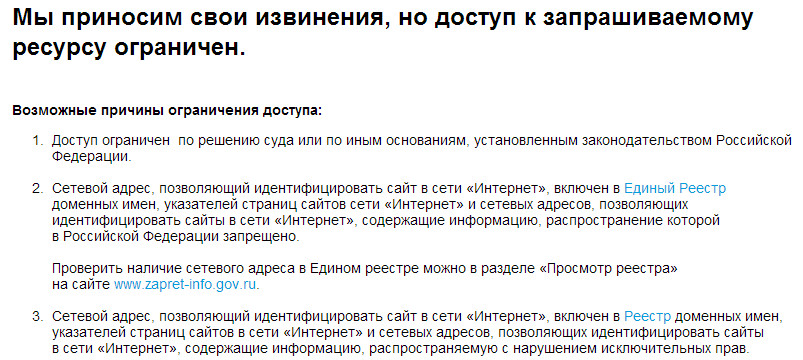 Мы приносим свои извинения, но доступ к запрашиваемому
ресурсу ограничен.
Возможные причины ограничения доступа:
1. Доступ ограничен по решению суда или по иным основаниям, установленным законодательством Российской
Федерации.
2. Сетевой адрес, позволяющий идентифицировать сайт в сети «Интернет», включен в Единый Реестр
доменных имен, указателей страниц сайтов сети «Интернет» и сетевых адресов, позволяющих
идентифицировать сайты в сети «Интернет», содержащие информацию, распространение которой
в Российской Федерации запрещено.
Проверить наличие сетевого адреса в Едином реестре можно в разделе «Просмотр реестра»
на сайте www.zapret-info.gov.ru.
3. Сетевой адрес, позволяющий идентифицировать сайт в сети «Интернет», включен в Реестр доменных имен,
указателей страниц сайтов в сети «Интернет» и сетевых адресов, позволяющих идентифицировать сайты
в сети «Интернет», содержащие информацию, распространяемую с нарушением исключительных прав.